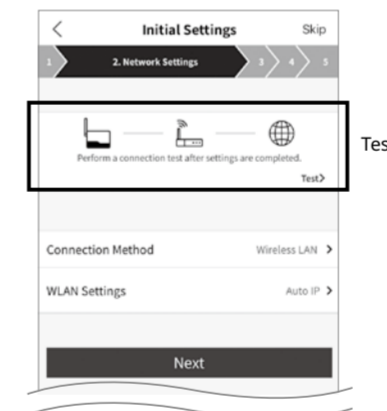 Initial Settings Skip
1 2. Network Settings 3 4 5
Perform a connection test after settings are completed.
Test>
Connection Method Wireless LAN >
WLAN Settings Auto IP >
Next